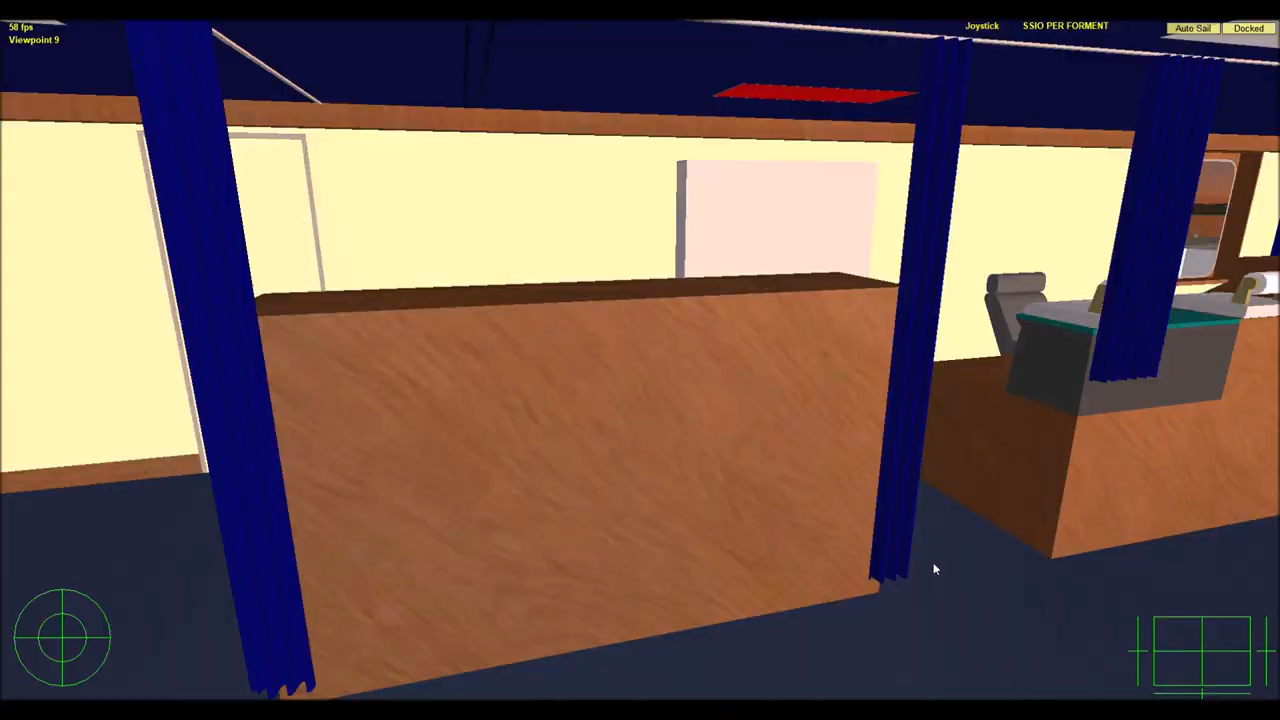 58 fps
Viewpoint 9
Joystick
SSIO PER FORMENT
Auto Sail
Docked